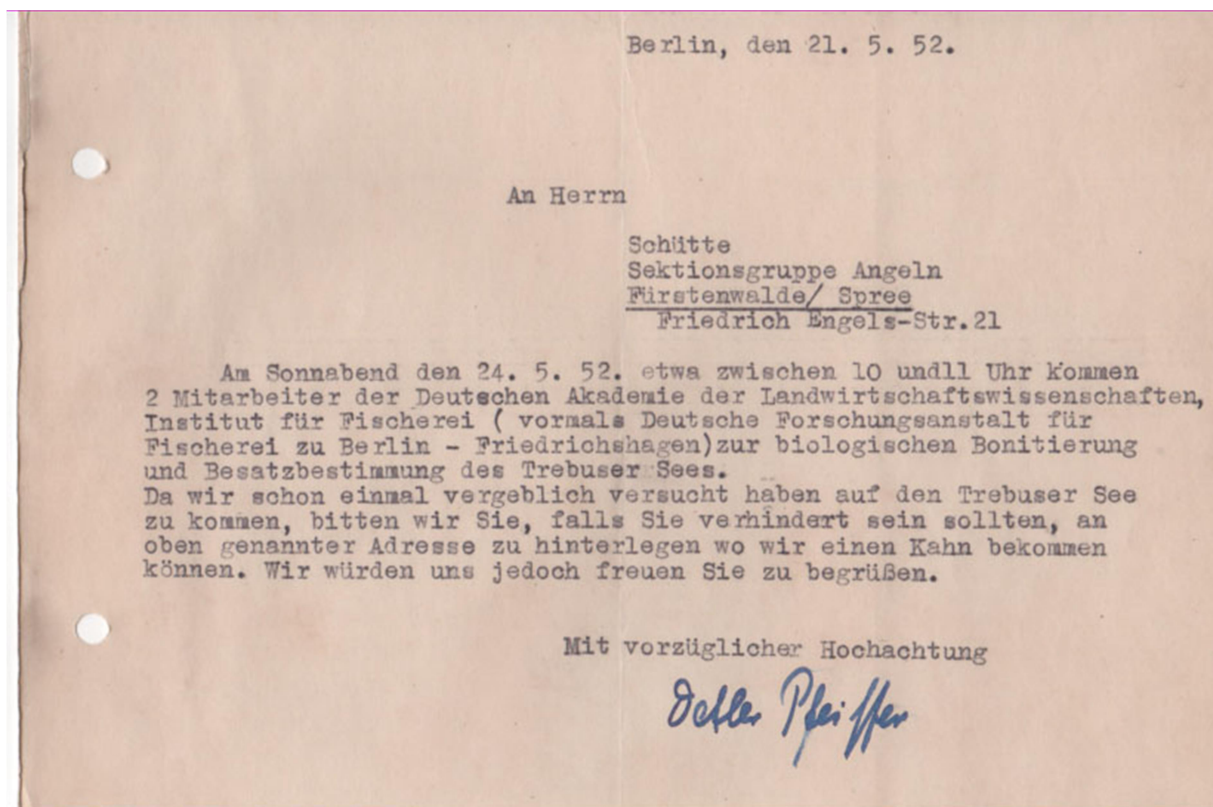 Berlin, den 21. 5. 52.
An Herrn
Schütte
Sektionsgruppe Angeln
Fürstenwalde/ Spree
Friedrich Engels-Str.21
Am Sonnabend den 24. 5. 52. etwa zwischen 10 und11 Uhr kommen
2 Mitarbeiter der Deutschen Akademie der Landwirtschaftswissenschaften,
Institut für Fischerei ( vormals Deutsche Forschungsanstalt für
Fischerei zu Berlin - Friedrichshagen)zur biologischen Bonitierung
und Besatzbestimmung des Trebuser Sees.
Da wir schon einmal vergeblich versucht haben auf den Trebuser See
zu kommen, bitten wir Sie, falls Sie verhindert sein sollten, an
oben genannter Adresse zu hinterlegen wo wir einen Kahn bekommen
können. Wir würden uns jedoch freuen Sie zu begrüßen.
Mit vorzüglicher Hochachtung
Pfeiffer